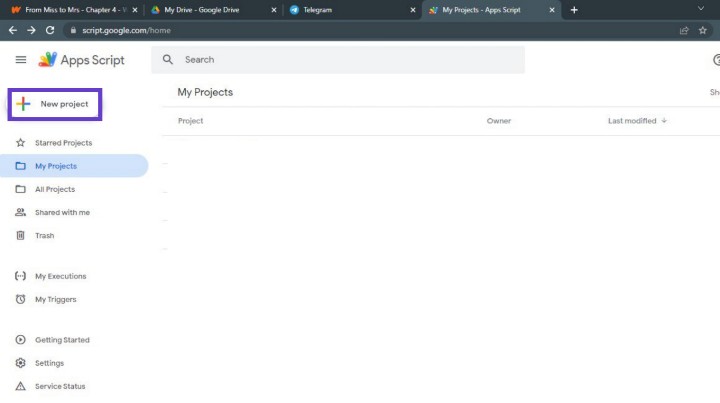 From Miss to Mrs - Chapter 4 -
My Drive - Google Drive
Telegram
My Projects - Apps Script
script.google.com/home
Apps Script
Search
New project
My Projects
Sh
Project
Owner
Last modified
Starred Projects
My Projects
All Projects
Shared with me
Trash
My Executions
My Triggers
Getting Started
Settings
Service Status